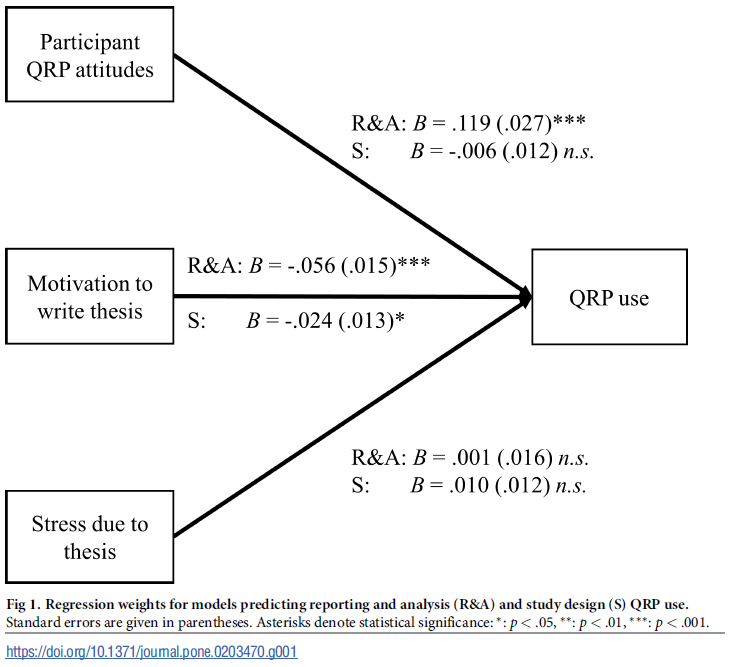 Participant
QRP attitudes
R&A: B = .119 (.027)***
S: B = -.006 (.012) n.s.
R&A: B = -.056 (.015)***
Motivation to
write thesis
QRP use
S: B = -.024 (.013)*
R&A: B = .001 (.016) n.s.
S: B = .010 (.012) n.s.
Stress due to
thesis
Fig 1. Regression weights for models predicting reporting and analysis (R&A) and study design (S) QRP use.
Standard errors are given in parentheses. Asterisks denote statistical significance: *: p < .05, **: p < .01, ***: p < .001.
https://doi.org/10.1371/journal.pone.0203470.g001